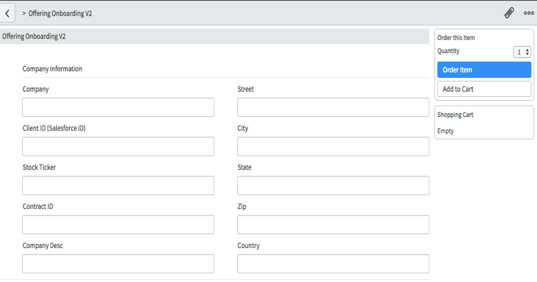 > Offering Onboarding V2
Offering Onboarding V2
Company Information
Company
Street
Client ID (Salesforce ID)
City
Stock Ticker
State
Contract ID
Zip
Company Desc
Country
Order this Item
Quantity
1
Order Item
Add to Cart
Shopping Cart
Empty